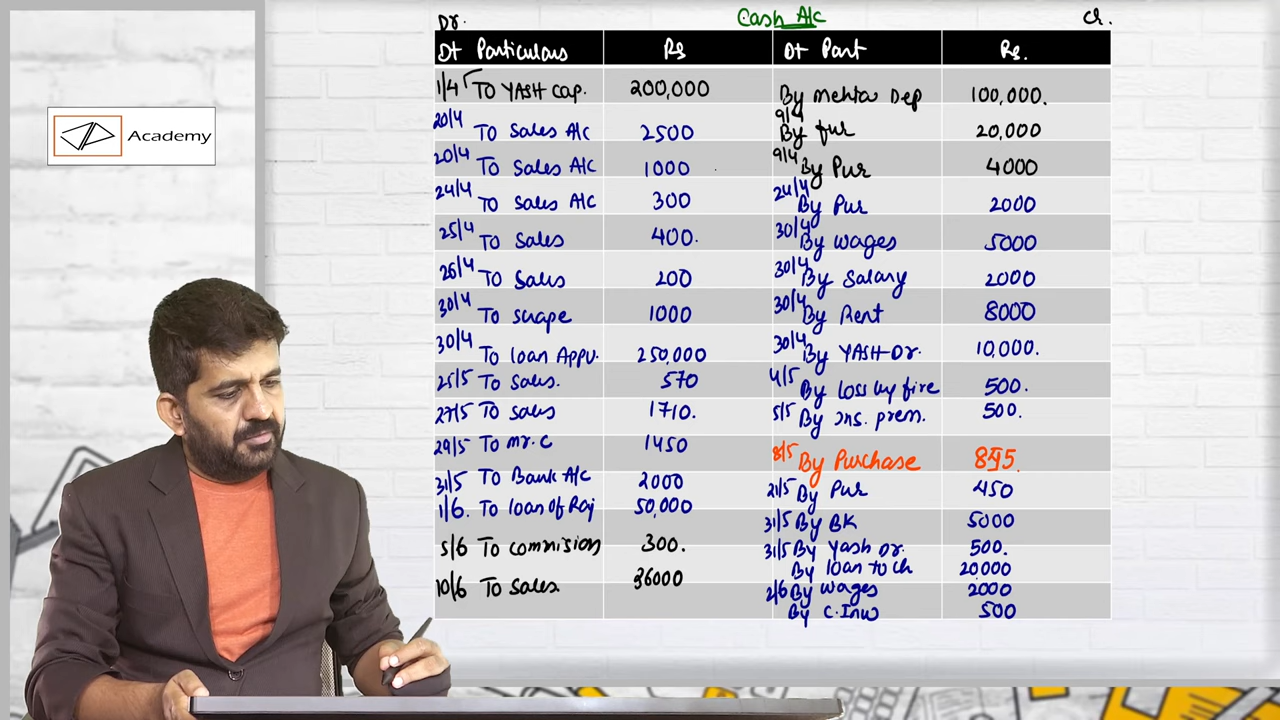 Academy
Dr. Cash A/c Cr.
Dt Particulars Rs Dt Part Rs.
1/4 To YASH Cap. 200,000 By mehta Dep 100,000.
20/4 To Sales A/c 2500 9/4 By fur 20,000
20/4 To Sales A/c 1000 9/4 By Pur 4000
24/4 To Sales A/c 300 24/4 By Pur 2000
25/4 To Sales 400. 30/4 By wages 5000
26/4 To Sales 200 30/4 By Salary 2000
30/4 To scrape 1000 30/4 By Rent 8000
30/4 To loan Appv. 250,000 30/4 By YASH Dr. 10,000.
25/5 To Sales. 570 4/5 By loss by fire 500.
27/5 To sales 1710. 5/5 By Ins. prem. 500.
29/5 To mr. C 1450 8/5 By Purchase
31/5 To Bank A/c 2000 21/5 By Pur 450
1/6. To loan of Raj 50,000 31/5 By BK 5000
5/6 To commision 300. 31/5 By Yash Dr. 500.
By loan to Ch 20000
10/6 To Sales 36000 2/6 By wages 2000
By C.Inw 500